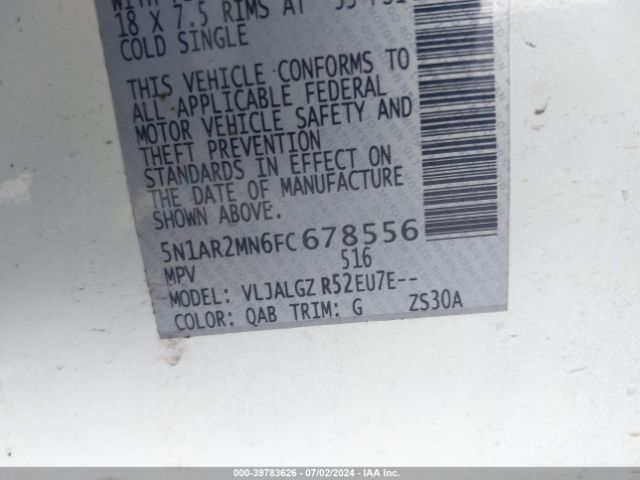 18 X 7.5 RIMS AT
COLD SINGLE
THIS VEHICLE CONFORMS TO
ALL APPLICABLE FEDERAL
MOTOR VEHICLE SAFETY AND
THEFT PREVENTION
STANDARDS IN EFFECT ON
THE DATE OF MANUFACTURE
SHOWN ABOVE.
5N1AR2MN6FC678556
MPV 516
MODEL: VLJALGZ R52EU7E--
COLOR: QAB TRIM: G ZS30A
000-39783626 / 07/02/2024 - IAA Inc.